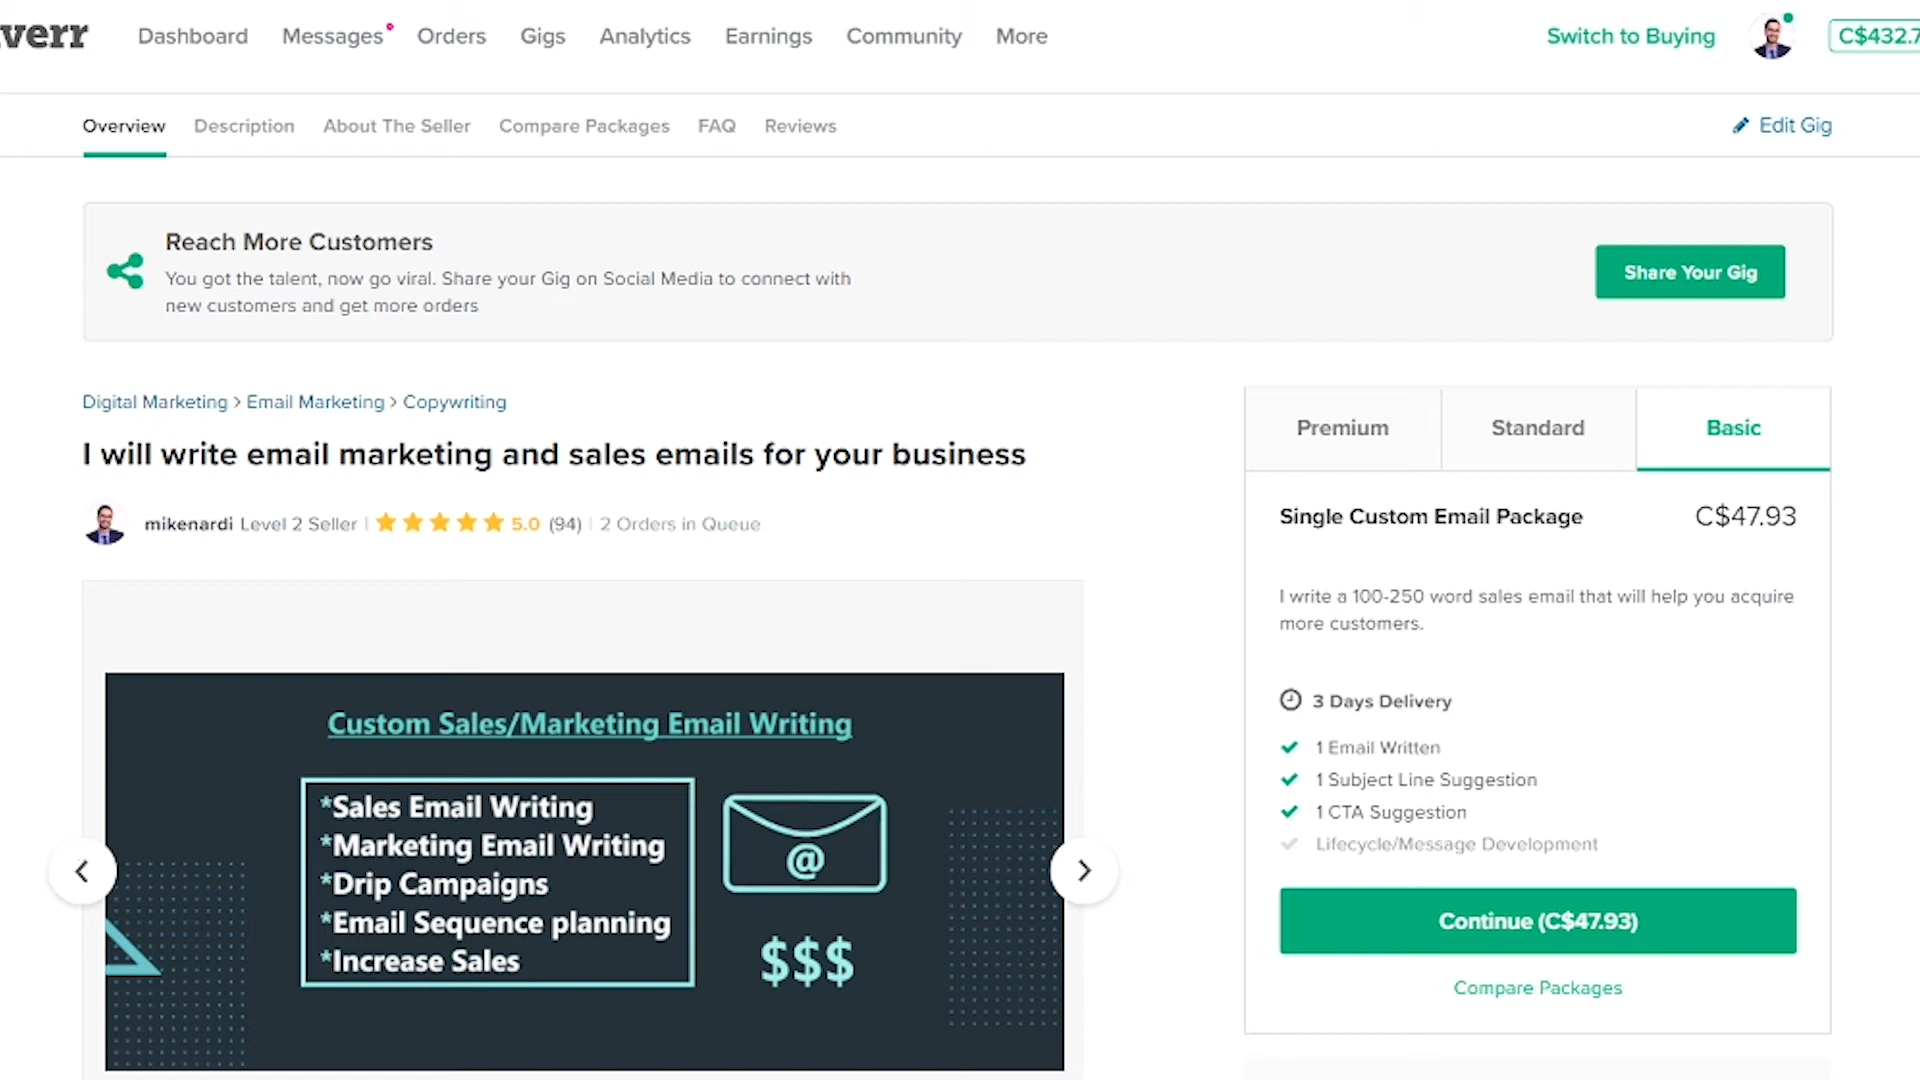 verr
Dashboard Messages Orders Gigs Analytics Earnings Community More
Switch to Buying
C$432.7
Overview Description About The Seller Compare Packages FAQ Reviews
Edit Gig
Reach More Customers
You got the talent, now go viral. Share your Gig on Social Media to connect with
new customers and get more orders
Share Your Gig
Digital Marketing > Email Marketing > Copywriting
I will write email marketing and sales emails for your business
mikenardi Level 2 Seller | 5.0 (94) | 2 Orders in Queue
Custom Sales/Marketing Email Writing
*Sales Email Writing
*Marketing Email Writing
*Drip Campaigns
*Email Sequence planning
*Increase Sales
@
$$$
Premium Standard Basic
Single Custom Email Package C$47.93
I write a 100-250 word sales email that will help you acquire
more customers.
3 Days Delivery
1 Email Written
1 Subject Line Suggestion
1 CTA Suggestion
Lifecycle/Message Development
Continue (C$47.93)
Compare Packages